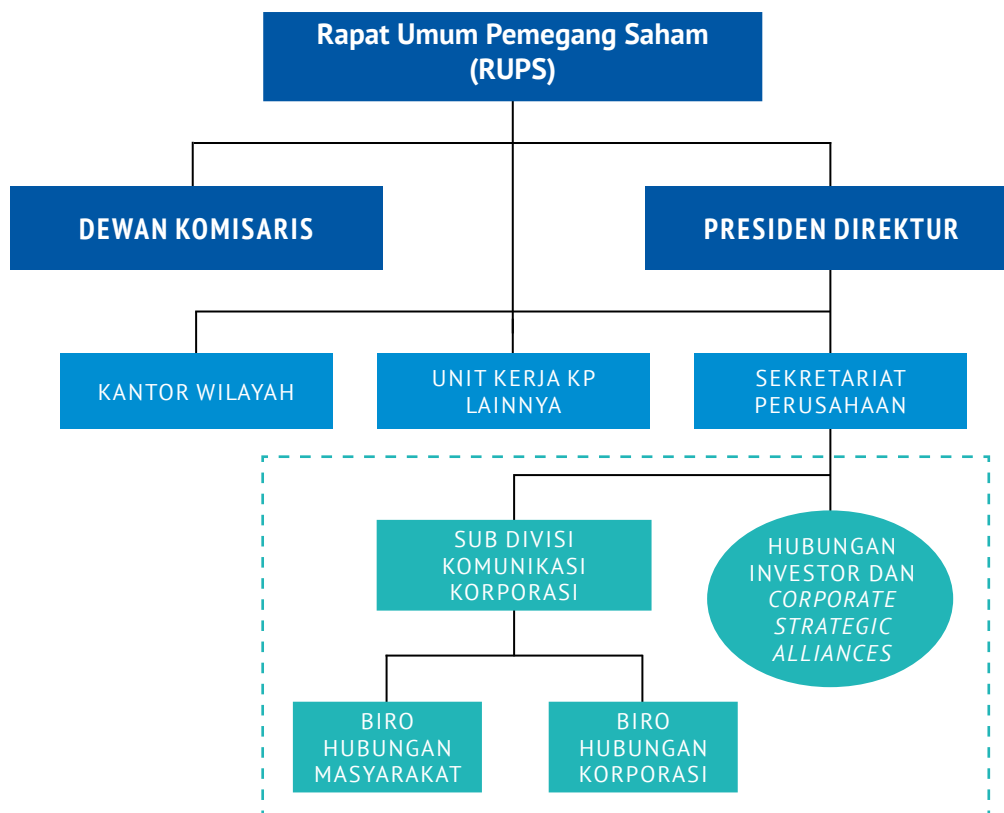 Rapat Umum Pemegang Saham
(RUPS)
DEWAN KOMISARIS
PRESIDEN DIREKTUR
KANTOR WILAYAH
UNIT KERJA KP
LAINNYA
SEKRETARIAT
PERUSAHAAN
SUB DIVISI
KOMUNIKASI
KORPORASI
HUBUNGAN
INVESTOR DAN
CORPORATE
STRATEGIC
ALLIANCES
BIRO
HUBUNGAN
MASYARAKAT
BIRO
HUBUNGAN
KORPORASI